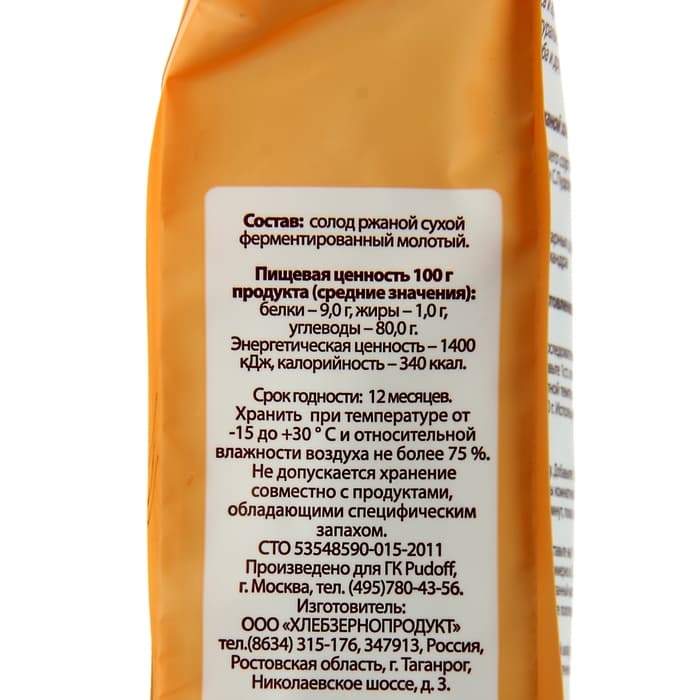 Состав: солод ржаной сухой
ферментированный молотый.
Пищевая ценность 100 г
продукта (средние значения):
белки – 9,0 г, жиры – 1,0 г,
углеводы – 80,0 г.
Энергетическая ценность – 1400
кДж, калорийность – 340 ккал.
Срок годности: 12 месяцев.
Хранить при температуре от
-15 до +30 ° С и относительной
влажности воздуха не более 75 %.
Не допускается хранение
совместно с продуктами,
обладающими специфическим
запахом.
СТО 53548590-015-2011
Произведено для ГК Pudoff,
г. Москва, тел. (495)780-43-56.
Изготовитель:
ООО «ХЛЕБЗЕРНОПРОДУКТ»
тел.(8634) 315-176, 347913, Россия,
Ростовская область, г. Таганрог,
Николаевское шоссе, д. 3.